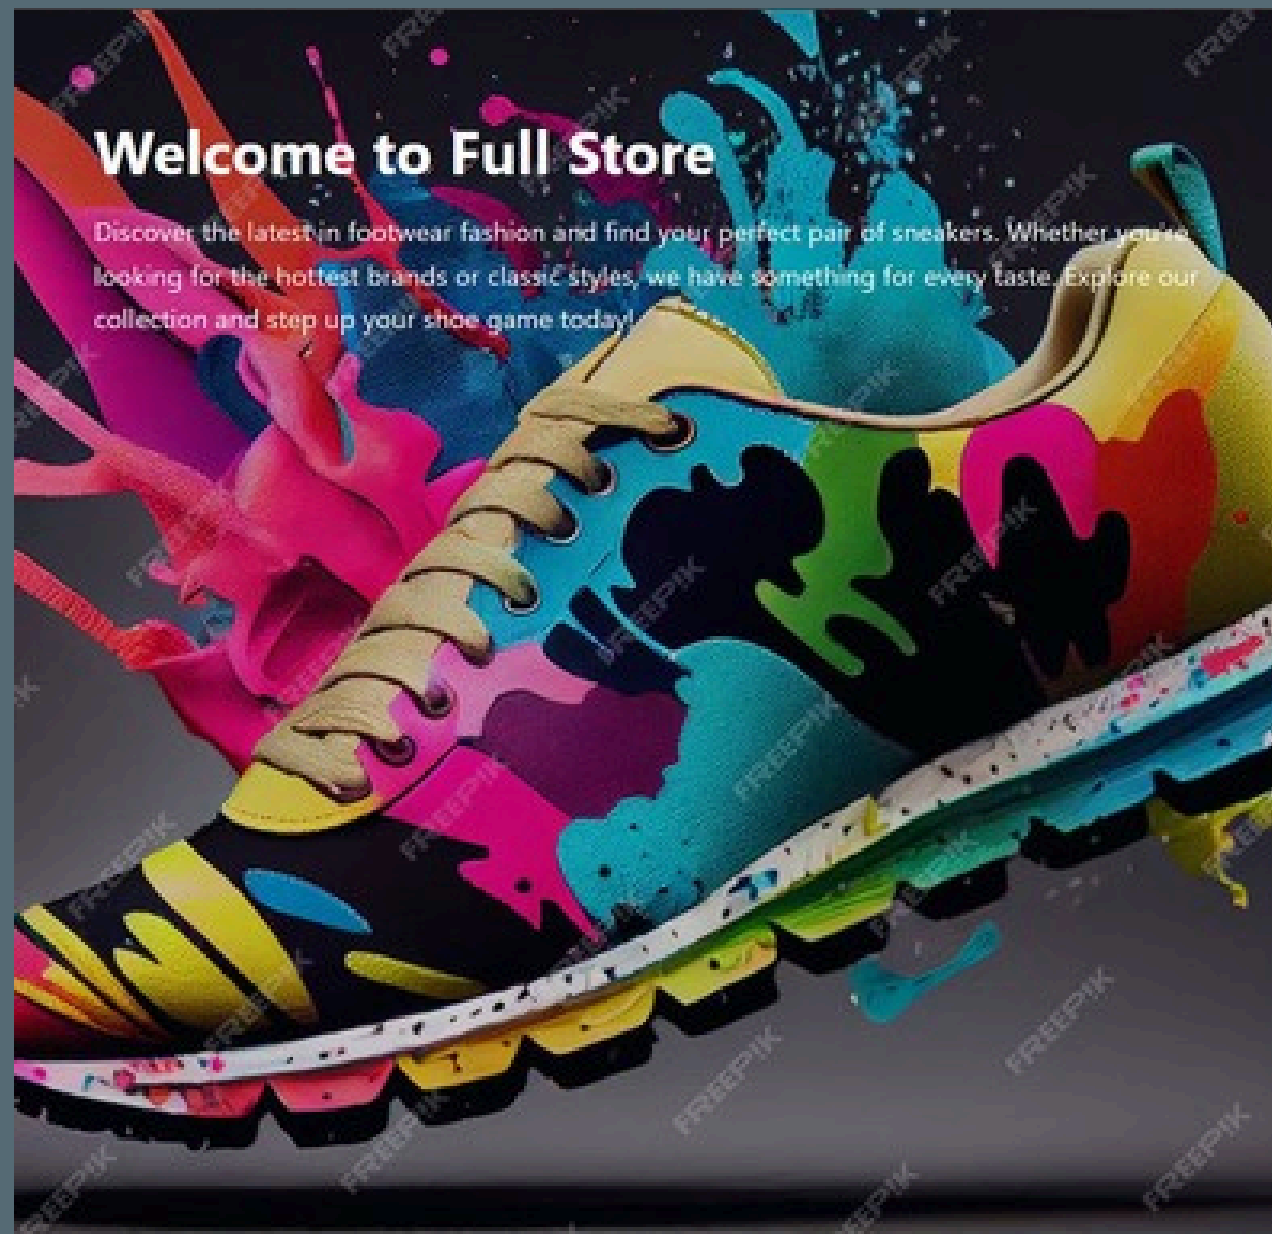 Welcome to Full Store
Discover the latest in footwear fashion and find your perfect pair of sneakers. Whether you're
looking for the hottest brands or classic styles, we have something for every taste. Explore our
collection and step up your shoe game today!
FREEPIK